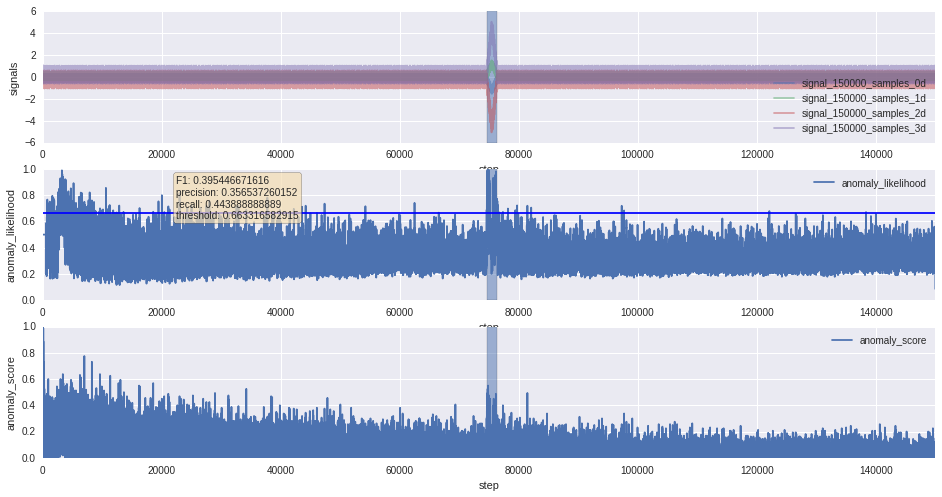 6
4
2
0
−2
−4
−6
signals
signal_150000_samples_0d
signal_150000_samples_1d
signal_150000_samples_2d
signal_150000_samples_3d
0 20000 40000 60000 80000 100000 120000 140000
step
1.0
0.8
0.6
0.4
0.2
0.0
anomaly_likelihood
F1: 0.395446671616
precision: 0.356537260152
recall: 0.443888888889
threshold: 0.663316582915
anomaly_likelihood
0 20000 40000 60000 80000 100000 120000 140000
step
1.0
0.8
0.6
0.4
0.2
0.0
anomaly_score
anomaly_score
0 20000 40000 60000 80000 100000 120000 140000
step